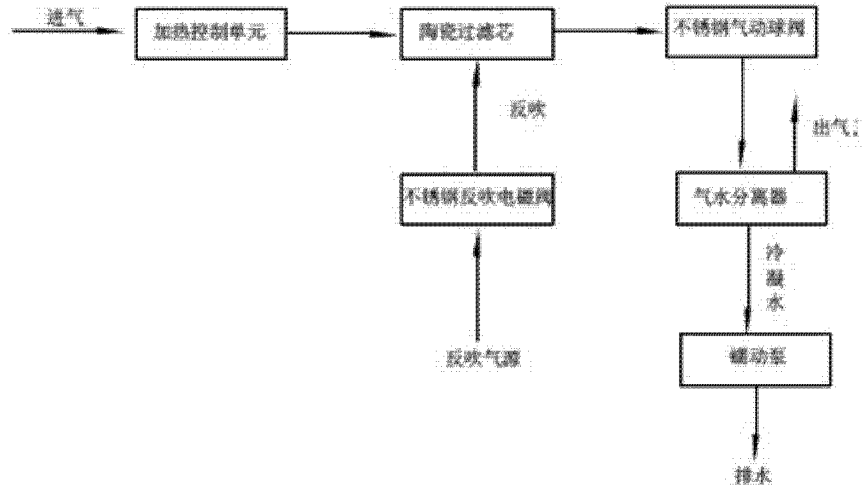 进气
加热控制单元
陶瓷过滤芯
不锈钢气动球阀
反吹
出气
不锈钢反吹电磁阀
气水分离器
冷凝水
反吹气源
磁动泵
排水